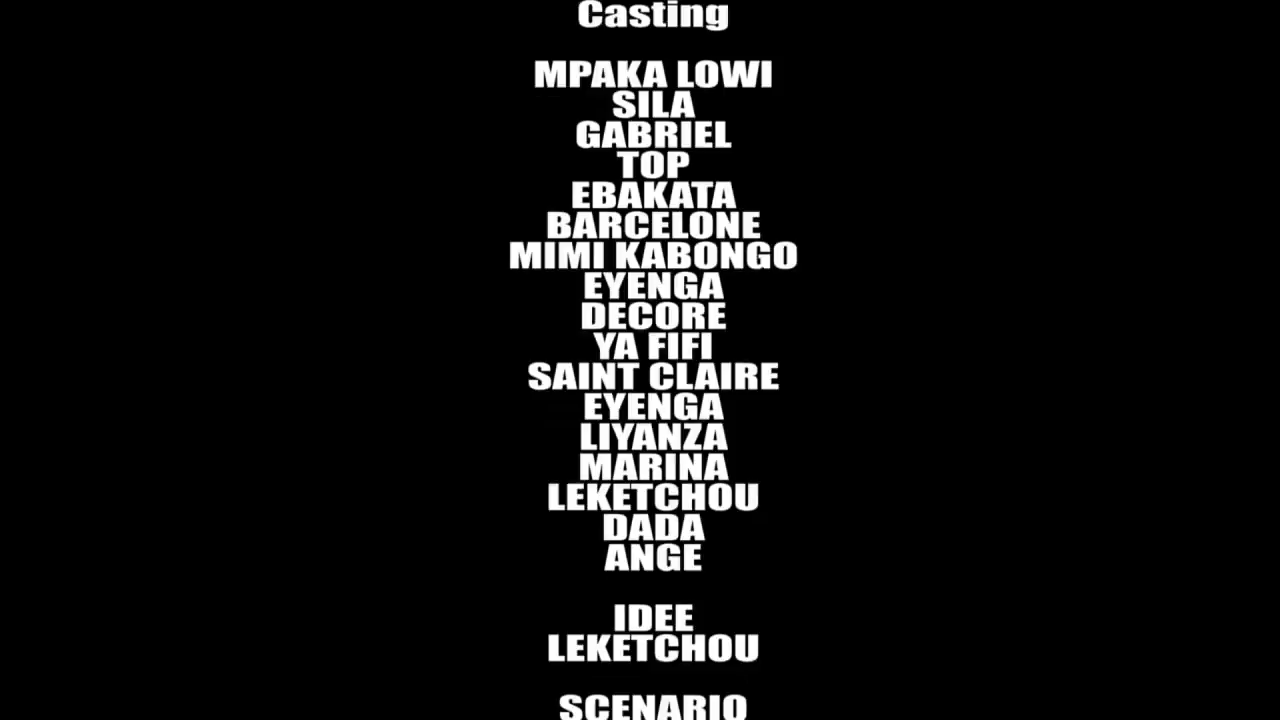 Casting
MPAKA LOWI
SILA
GABRIEL
TOP
EBAKATA
BARCELONE
MIMI KABONGO
EYENGA
DECORE
YA FIFI
SAINT CLAIRE
EYENGA
LIYANZA
MARINA
LEKETCHOU
DADA
ANGE
IDEE
LEKETCHOU
SCENARIO